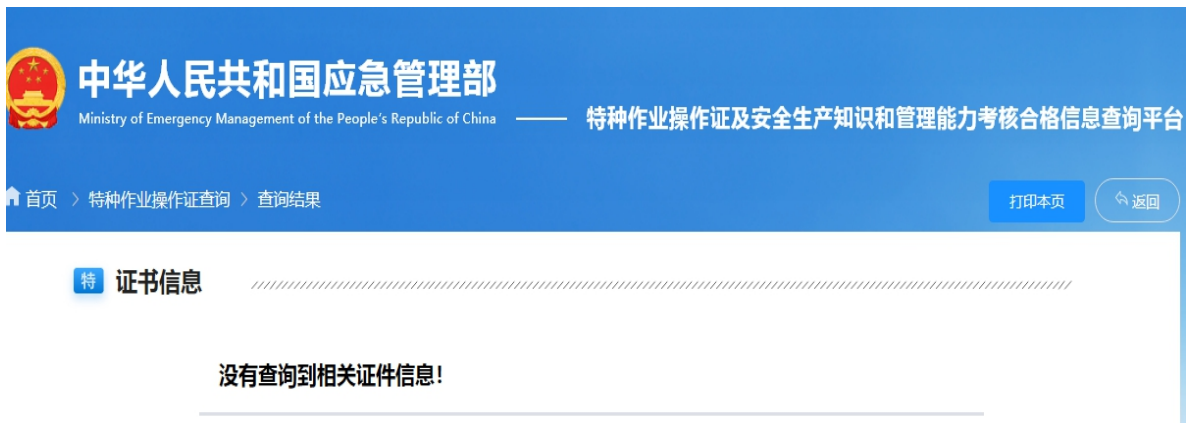 中华人民共和国应急管理部
Ministry of Emergency Management of the People's Republic of China
特种作业操作证及安全生产知识和管理能力考核合格信息查询平台
首页 > 特种作业操作证查询 > 查询结果
打印本页 返回
特 证书信息
没有查询到相关证件信息!